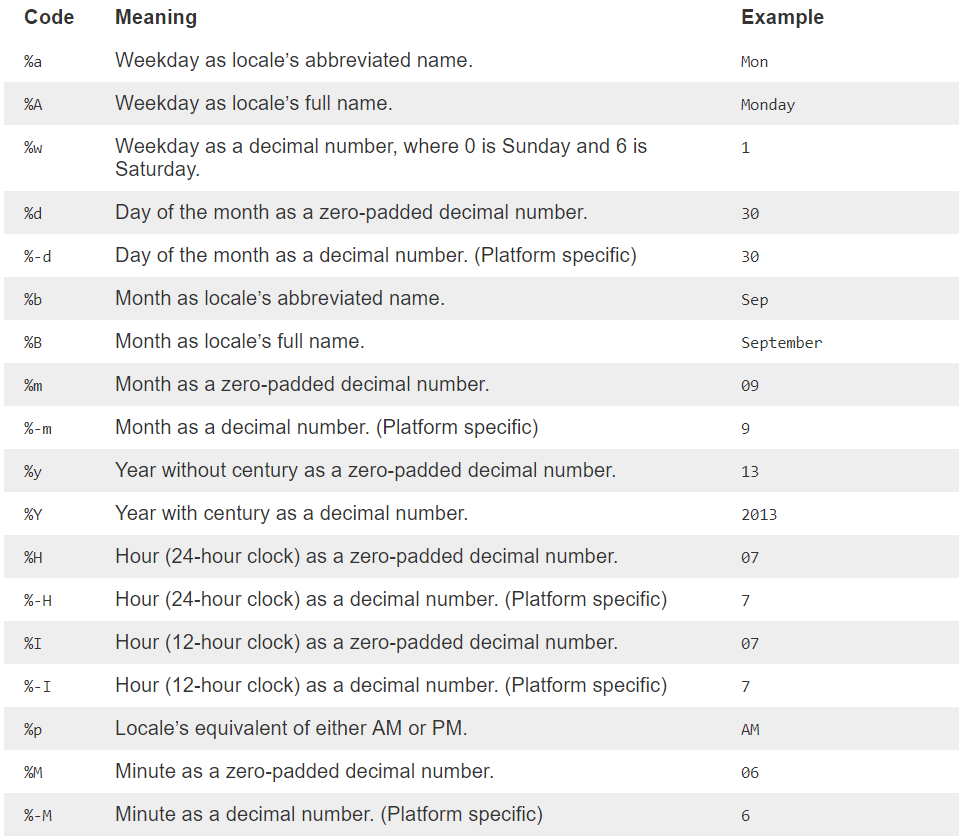 Code Meaning Example
%a Weekday as locale’s abbreviated name. Mon
%A Weekday as locale’s full name. Monday
%w Weekday as a decimal number, where 0 is Sunday and 6 is 1
Saturday.
%d Day of the month as a zero-padded decimal number. 30
%-d Day of the month as a decimal number. (Platform specific) 30
%b Month as locale’s abbreviated name. Sep
%B Month as locale’s full name. September
%m Month as a zero-padded decimal number. 09
%-m Month as a decimal number. (Platform specific) 9
%y Year without century as a zero-padded decimal number. 13
%Y Year with century as a decimal number. 2013
%H Hour (24-hour clock) as a zero-padded decimal number. 07
%-H Hour (24-hour clock) as a decimal number. (Platform specific) 7
%I Hour (12-hour clock) as a zero-padded decimal number. 07
%-I Hour (12-hour clock) as a decimal number. (Platform specific) 7
%p Locale’s equivalent of either AM or PM. AM
%M Minute as a zero-padded decimal number. 06
%-M Minute as a decimal number. (Platform specific) 6